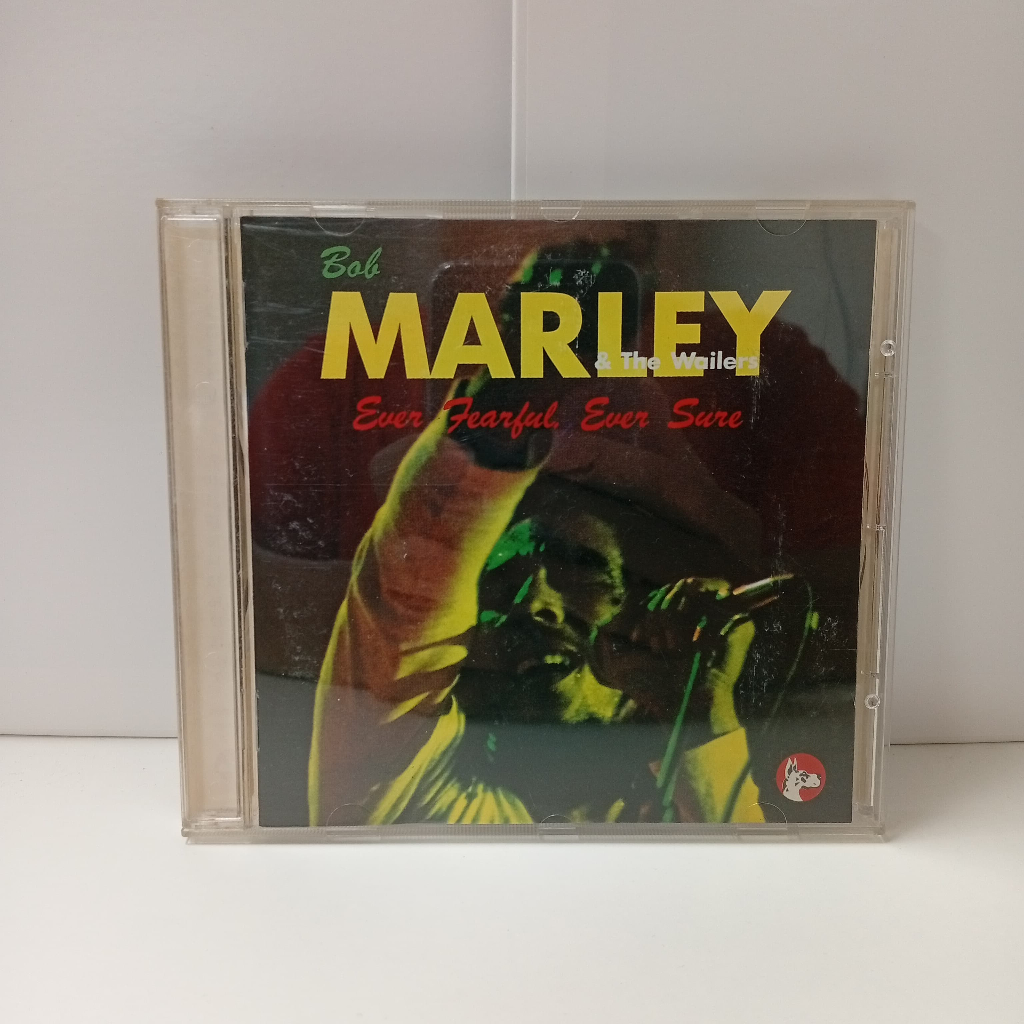 Bob
MARLEY
& The Wailers
Ever Fearful, Ever Sure